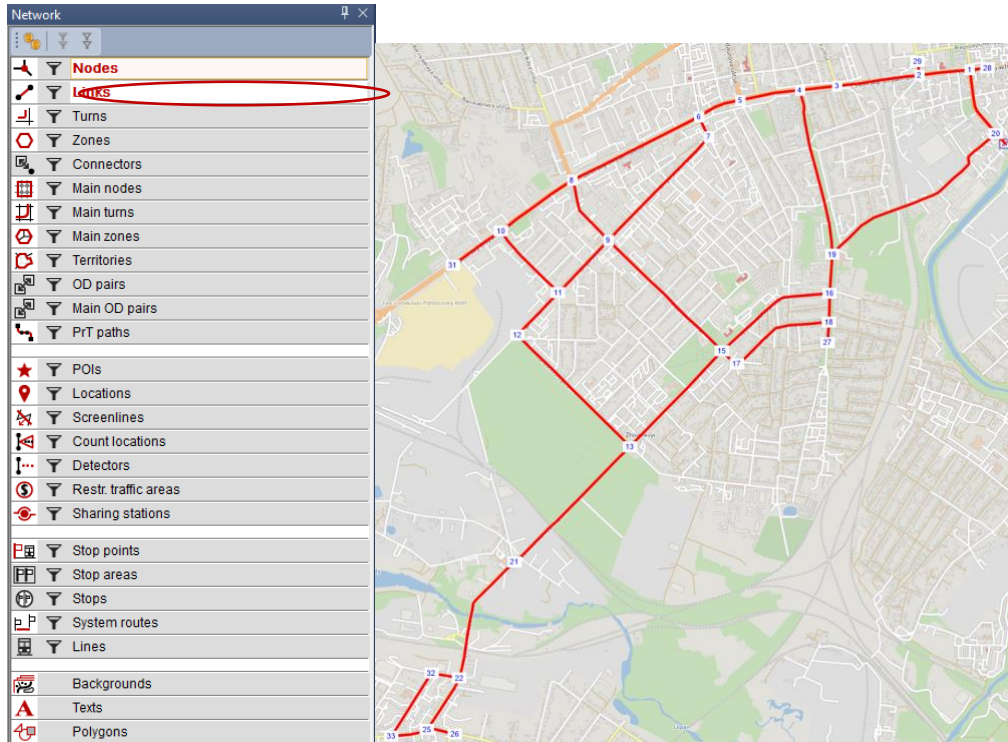 Network
Nodes
Links
Turns
Zones
Connectors
Main nodes
Main turns
Main zones
Territories
OD pairs
Main OD pairs
PrT paths
POIs
Locations
Screenlines
Count locations
Detectors
Restr. traffic areas
Sharing stations
Stop points
Stop areas
Stops
System routes
Lines
Backgrounds
Texts
Polygons
29
1 28
2
3
4
5
6
7
20
8
10
9
19
31
11
16
12
18
27
15
17
13
21
32
22
25
26
33